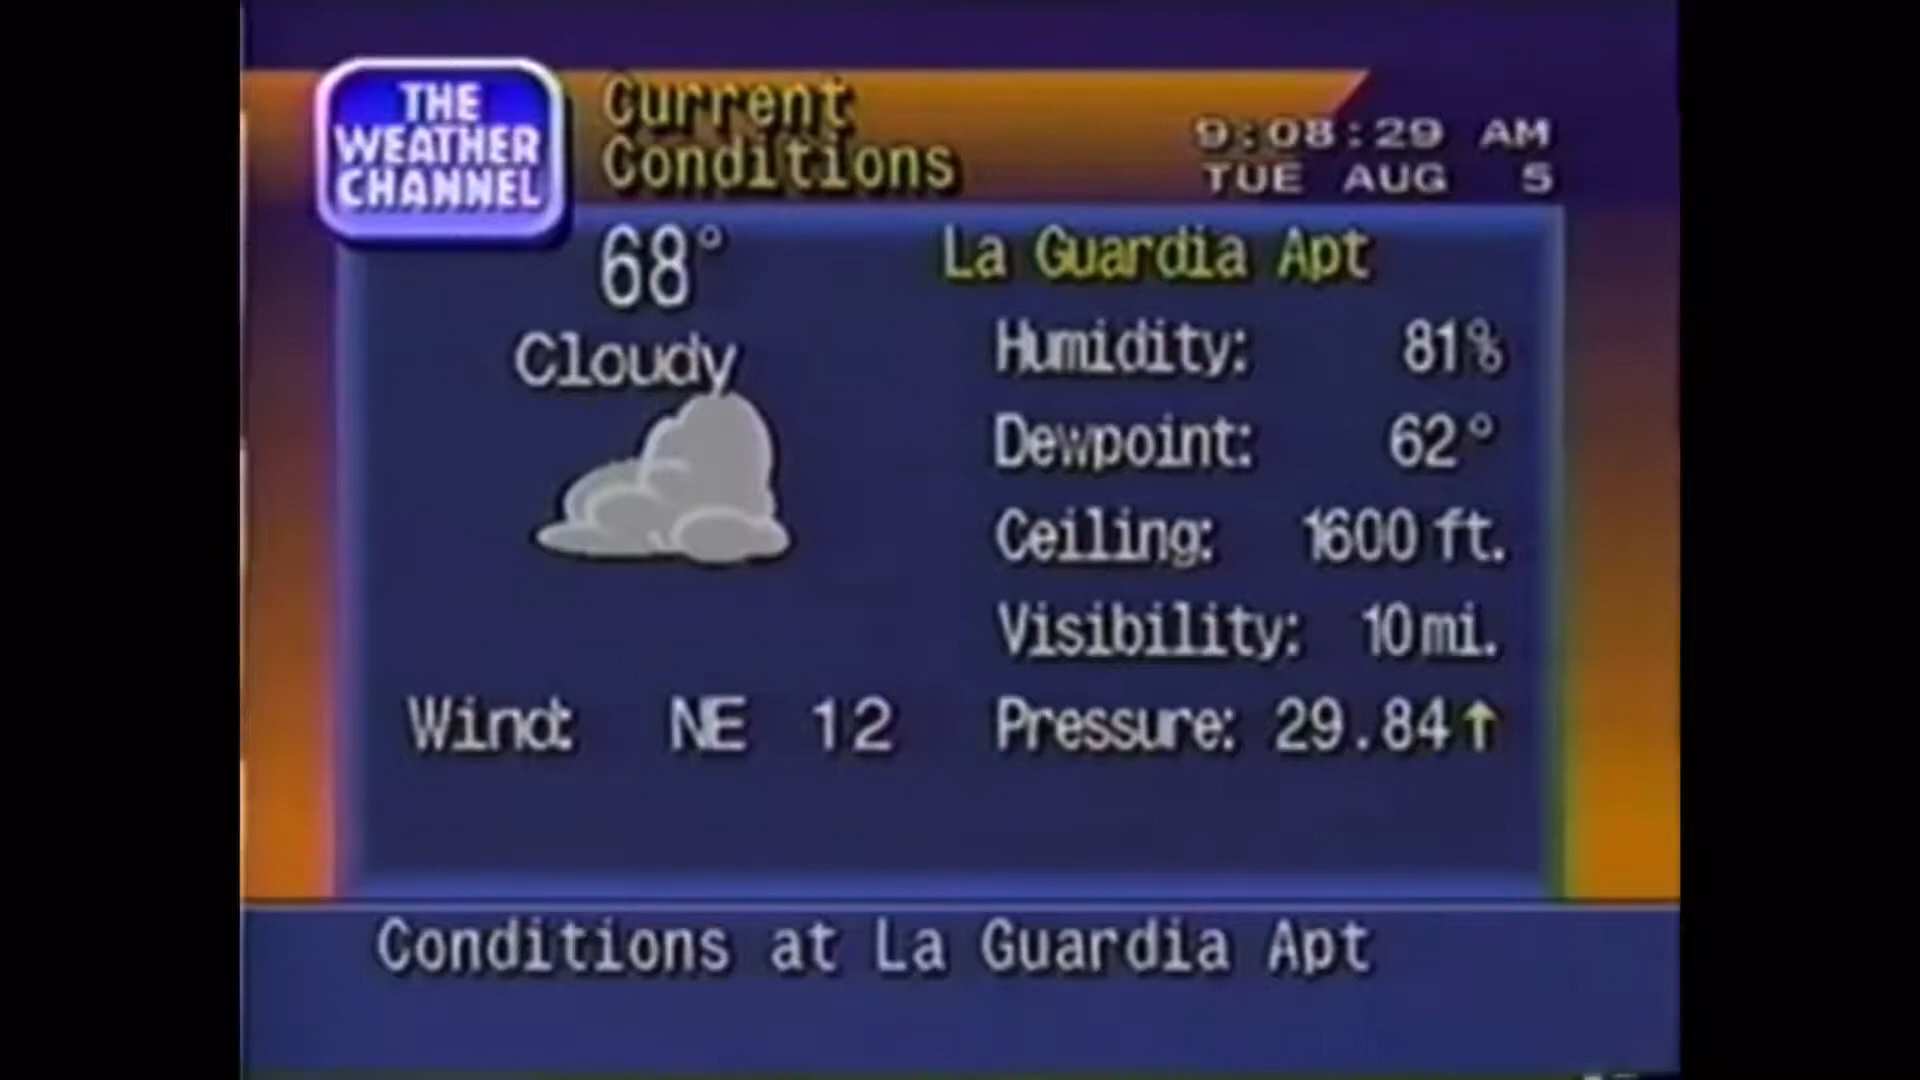 THE
WEATHER
CHANNEL
Current
Conditions
9:08:29 AM
TUE AUG 5
68°
Cloudy
Wind: NE 12
La Guardia Apt
Humidity: 81%
Dewpoint: 62°
Ceiling: 1600 ft.
Visibility: 10 mi.
Pressure: 29.84↑
Conditions at La Guardia Apt